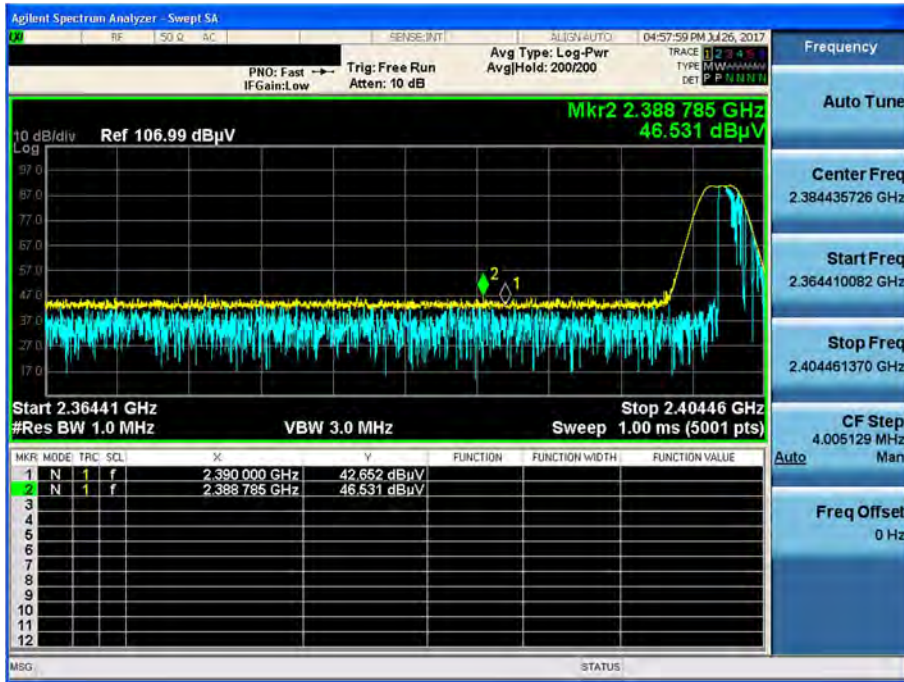 Agilent Spectrum Analyzer - Swept SA
RF 50 Ω AC SENSE:INT ALIGN AUTO 04:57:59 PM Jul 26, 2017
PNO: Fast Trig: Free Run Avg Type: Log-Pwr TRACE 1 2 3 4 5 6
IFGain:Low Atten: 10 dB Avg|Hold: 200/200 TYPE MWWWWW
DET P P N N N N
Mkr2 2.388 785 GHz
46.531 dBµV
10 dB/div Ref 106.99 dBµV
Log
97.0
87.0
77.0
67.0
57.0
47.0
37.0
27.0
17.0
2
1
Start 2.36441 GHz Stop 2.40446 GHz
#Res BW 1.0 MHz VBW 3.0 MHz Sweep 1.00 ms (5001 pts)
MKR MODE TRC SCL X Y FUNCTION FUNCTION WIDTH FUNCTION VALUE
1 N 1 f 2.390 000 GHz 42.652 dBµV
2 N 1 f 2.388 785 GHz 46.531 dBµV
3
4
5
6
7
8
9
10
11
12
MSG STATUS
Frequency
Auto Tune
Center Freq
2.384435726 GHz
Start Freq
2.364410082 GHz
Stop Freq
2.404461370 GHz
CF Step
4.005129 MHz
Auto Man
Freq Offset
0 Hz